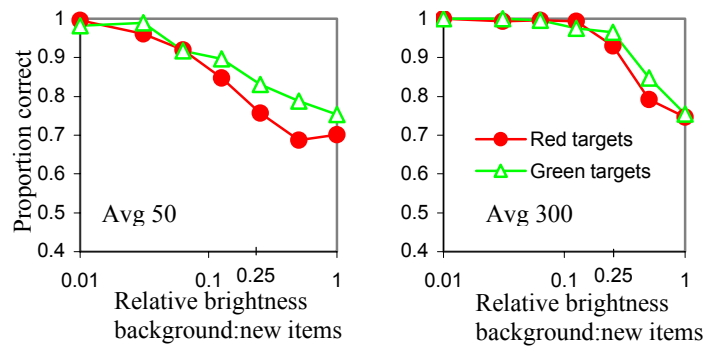 Proportion correct
1
0.9
0.8
0.7
0.6
0.5
0.4
Avg 50
0.01
0.1
0.25
1
Relative brightness
background:new items
1
0.9
0.8
0.7
0.6
0.5
0.4
Red targets
Green targets
Avg 300
0.01
0.1
0.25
1
Relative brightness
background:new items